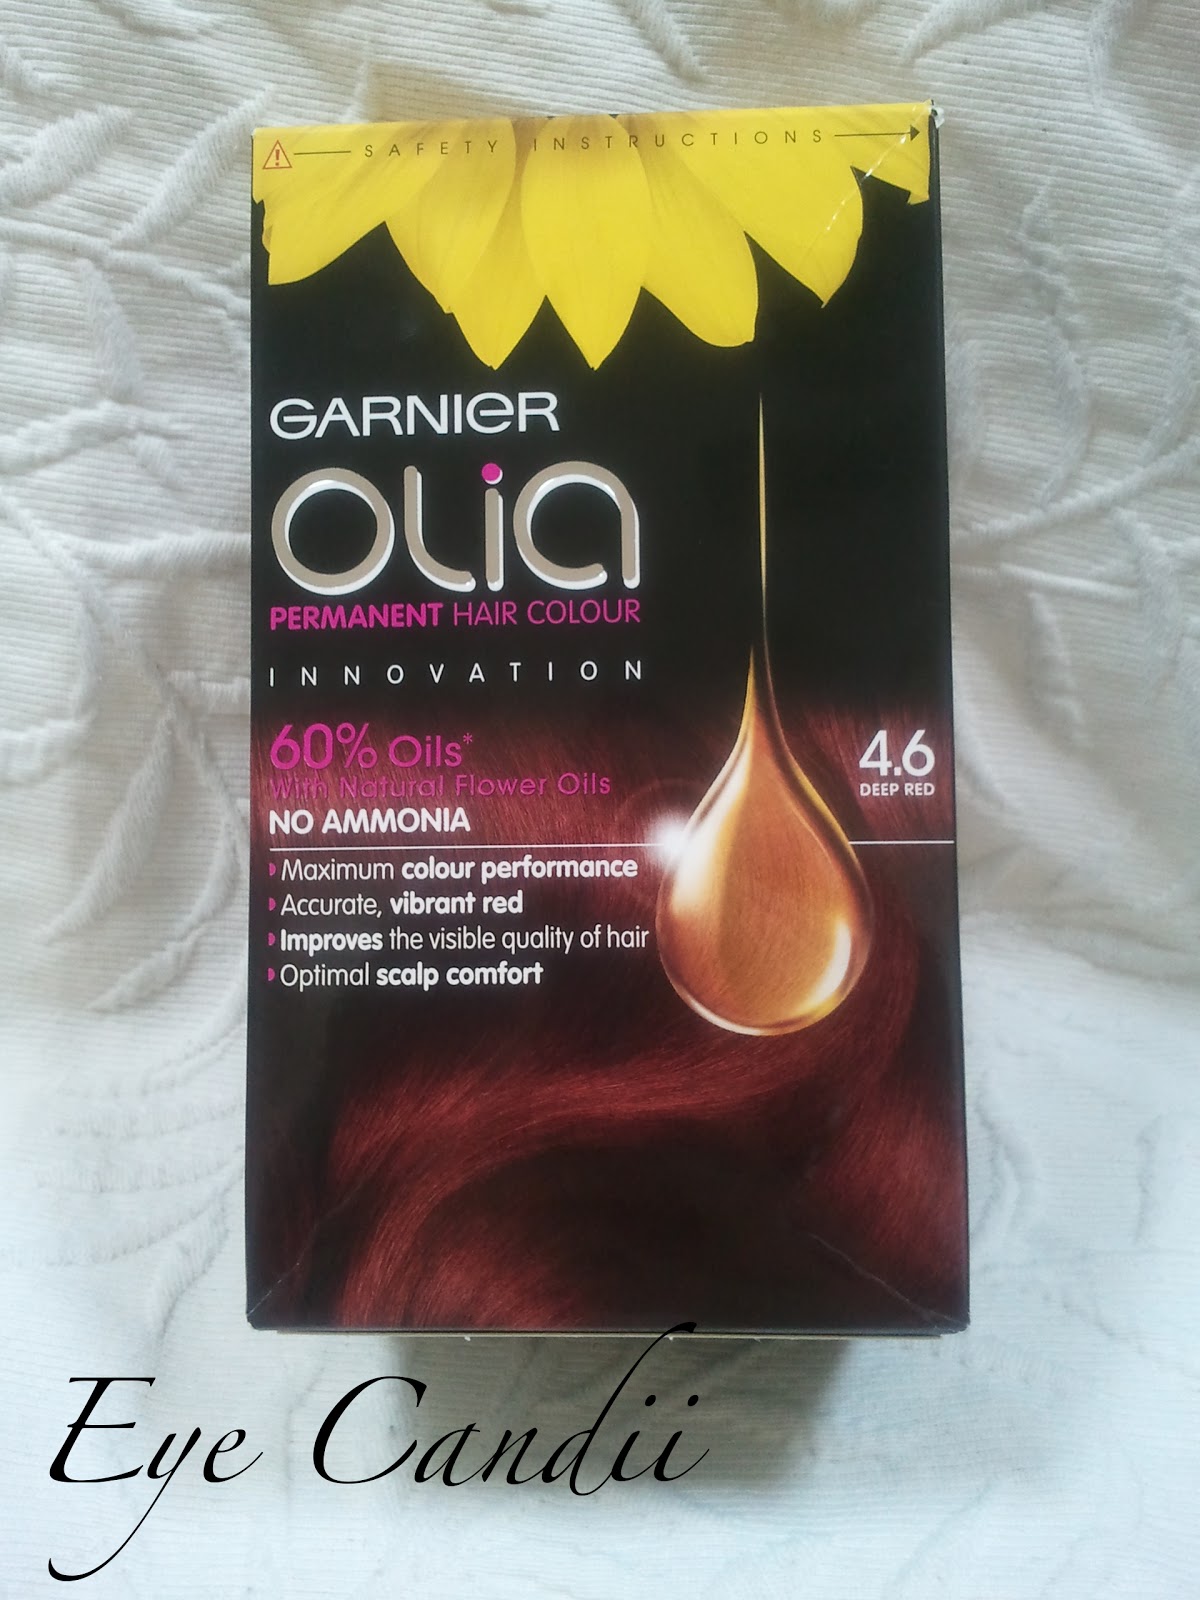 SAFETY INSTRUCTIONS
GARNIER
OLIA
PERMANENT HAIR COLOUR
INNOVATION
60% Oils*
With Natural Flower Oils
NO AMMONIA
4.6
DEEP RED
Maximum colour performance
Accurate, vibrant red
Improves the visible quality of hair
Optimal scalp comfort
Eye Candii